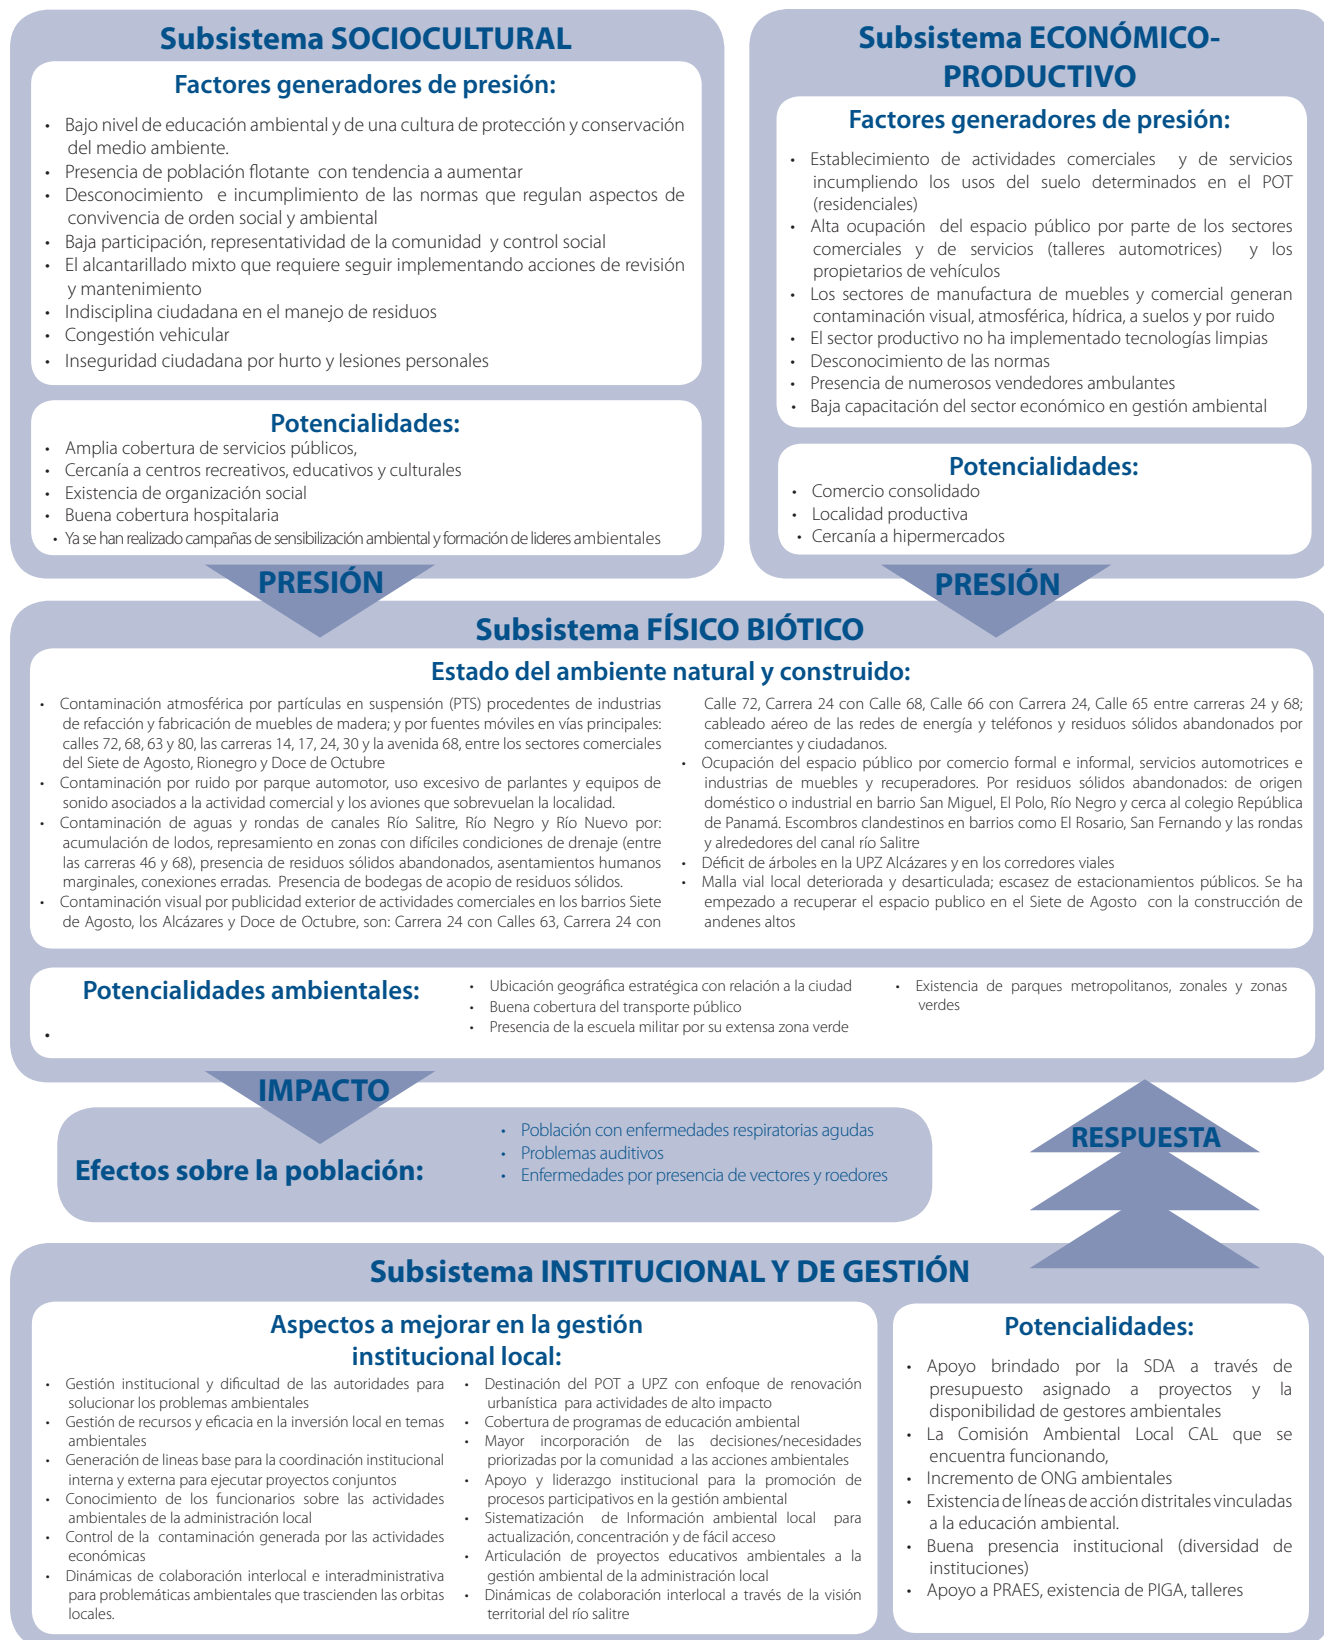 Subsistema SOCIOCULTURAL
Factores generadores de presión:
• Bajo nivel de educación ambiental y de una cultura de protección y conservación
del medio ambiente.
• Presencia de población flotante con tendencia a aumentar
• Desconocimiento e incumplimiento de las normas que regulan aspectos de
convivencia de orden social y ambiental
• Baja participación, representatividad de la comunidad y control social
• El alcantarillado mixto que requiere seguir implementando acciones de revisión
y mantenimiento
• Indisciplina ciudadana en el manejo de residuos
• Congestión vehicular
• Inseguridad ciudadana por hurto y lesiones personales
Potencialidades:
• Amplia cobertura de servicios públicos,
• Cercanía a centros recreativos, educativos y culturales
• Existencia de organización social
• Buena cobertura hospitalaria
• Ya se han realizado campañas de sensibilización ambiental y formación de lideres ambientales
PRESIÓN
Subsistema ECONÓMICO-
PRODUCTIVO
Factores generadores de presión:
• Establecimiento de actividades comerciales y de servicios
incumpliendo los usos del suelo determinados en el POT
(residenciales)
• Alta ocupación del espacio público por parte de los sectores
comerciales y de servicios (talleres automotrices) y los
propietarios de vehículos
• Los sectores de manufactura de muebles y comercial generan
contaminación visual, atmosférica, hídrica, a suelos y por ruido
• El sector productivo no ha implementado tecnologías limpias
• Desconocimiento de las normas
• Presencia de numerosos vendedores ambulantes
• Baja capacitación del sector económico en gestión ambiental
Potencialidades:
• Comercio consolidado
• Localidad productiva
• Cercanía a hipermercados
PRESIÓN
Subsistema FÍSICO BIÓTICO
Estado del ambiente natural y construido:
• Contaminación atmosférica por partículas en suspensión (PTS) procedentes de industrias
de refacción y fabricación de muebles de madera; y por fuentes móviles en vías principales:
calles 72, 68, 63 y 80, las carreras 14, 17, 24, 30 y la avenida 68, entre los sectores comerciales
del Siete de Agosto, Rionegro y Doce de Octubre
• Contaminación por ruido por parque automotor, uso excesivo de parlantes y equipos de
sonido asociados a la actividad comercial y los aviones que sobrevuelan la localidad.
• Contaminación de aguas y rondas de canales Río Salitre, Río Negro y Río Nuevo por:
acumulación de lodos, represamiento en zonas con difíciles condiciones de drenaje (entre
las carreras 46 y 68), presencia de residuos sólidos abandonados, asentamientos humanos
marginales, conexiones erradas. Presencia de bodegas de acopio de residuos sólidos.
• Contaminación visual por publicidad exterior de actividades comerciales en los barrios Siete
de Agosto, los Alcázares y Doce de Octubre, son: Carrera 24 con Calles 63, Carrera 24 con
Calle 72, Carrera 24 con Calle 68, Calle 66 con Carrera 24, Calle 65 entre carreras 24 y 68;
cableado aéreo de las redes de energía y teléfonos y residuos sólidos abandonados por
comerciantes y ciudadanos.
• Ocupación del espacio público por comercio formal e informal, servicios automotrices e
industrias de muebles y recuperadores. Por residuos sólidos abandonados: de origen
doméstico o industrial en barrio San Miguel, El Polo, Río Negro y cerca al colegio República
de Panamá. Escombros clandestinos en barrios como El Rosario, San Fernando y las rondas
y alrededores del canal río Salitre
• Déficit de árboles en la UPZ Alcázares y en los corredores viales
• Malla vial local deteriorada y desarticulada; escasez de estacionamientos públicos. Se ha
empezado a recuperar el espacio publico en el Siete de Agosto con la construcción de
andenes altos
Potencialidades ambientales:
•
• Ubicación geográfica estratégica con relación a la ciudad
• Buena cobertura del transporte público
• Presencia de la escuela militar por su extensa zona verde
• Existencia de parques metropolitanos, zonales y zonas
verdes
IMPACTO
Efectos sobre la población:
• Población con enfermedades respiratorias agudas
• Problemas auditivos
• Enfermedades por presencia de vectores y roedores
RESPUESTA
Subsistema INSTITUCIONAL Y DE GESTIÓN
Aspectos a mejorar en la gestión
institucional local:
• Gestión institucional y dificultad de las autoridades para
solucionar los problemas ambientales
• Gestión de recursos y eficacia en la inversión local en temas
ambientales
• Generación de lineas base para la coordinación institucional
interna y externa para ejecutar proyectos conjuntos
• Conocimiento de los funcionarios sobre las actividades
ambientales de la administración local
• Control de la contaminación generada por las actividades
económicas
• Dinámicas de colaboración interlocal e interadministrativa
para problemáticas ambientales que trascienden las orbitas
locales.
• Destinación del POT a UPZ con enfoque de renovación
urbanística para actividades de alto impacto
• Cobertura de programas de educación ambiental
• Mayor incorporación de las decisiones/necesidades
priorizadas por la comunidad a las acciones ambientales
• Apoyo y liderazgo institucional para la promoción de
procesos participativos en la gestión ambiental
• Sistematización de Información ambiental local para
actualización, concentración y de fácil acceso
• Articulación de proyectos educativos ambientales a la
gestión ambiental de la administración local
• Dinámicas de colaboración interlocal a través de la visión
territorial del río salitre
Potencialidades:
• Apoyo brindado por la SDA a través de
presupuesto asignado a proyectos y la
disponibilidad de gestores ambientales
• La Comisión Ambiental Local CAL que se
encuentra funcionando,
• Incremento de ONG ambientales
• Existencia de líneas de acción distritales vinculadas
a la educación ambiental.
• Buena presencia institucional (diversidad de
instituciones)
• Apoyo a PRAES, existencia de PIGA, talleres